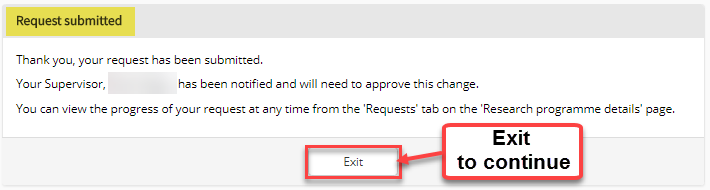 Request submitted
Thank you, your request has been submitted.
Your Supervisor, has been notified and will need to approve this change.
You can view the progress of your request at any time from the 'Requests' tab on the 'Research programme details' page.
Exit
Exit
to continue